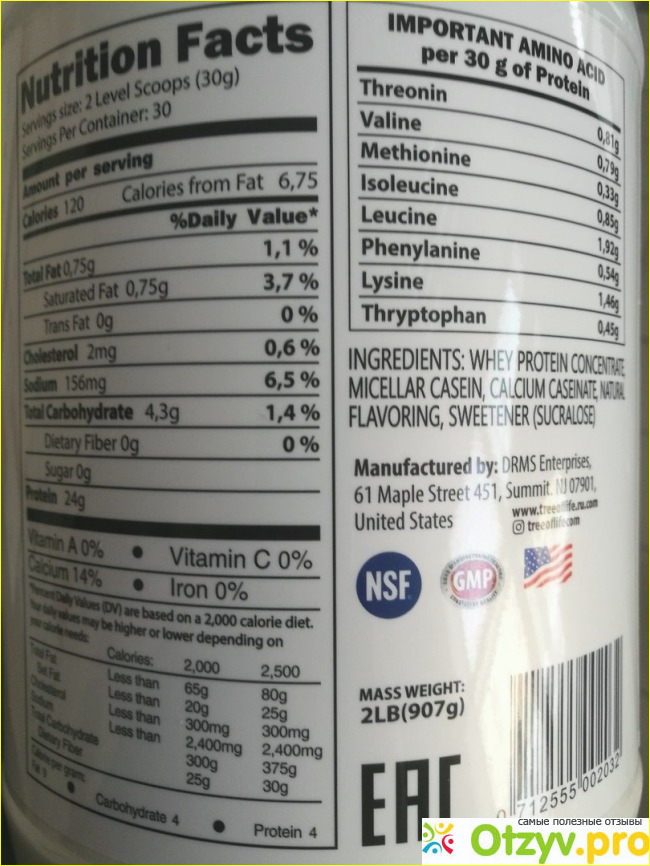 Nutrition Facts
Servings size: 2 Level Scoops (30g)
Servings Per Container: 30
Amount per serving
Calories 120 Calories from Fat 6,75
%Daily Value*
Total Fat 0,75g 1,1 %
Saturated Fat 0,75g 3,7 %
Trans Fat 0g 0 %
Cholesterol 2mg 0,6 %
Sodium 156mg 6,5 %
Total Carbohydrate 4,3g 1,4 %
Dietary Fiber 0g 0 %
Sugar 0g
Protein 24g
Vitamin A 0% • Vitamin C 0%
Calcium 14% • Iron 0%
*Percent Daily Values (DV) are based on a 2,000 calorie diet.
Your daily values may be higher or lower depending on
your calorie needs:
Calories: 2,000 2,500
Total Fat Less than 65g 80g
Sat Fat Less than 20g 25g
Cholesterol Less than 300mg 300mg
Sodium Less than 2,400mg 2,400mg
Total Carbohydrate 300g 375g
Dietary Fiber 25g 30g
Calories per gram:
Fat 9 • Carbohydrate 4 • Protein 4
IMPORTANT AMINO ACID
per 30 g of Protein
Threonin 0,81g
Valine 0,79g
Methionine 0,33g
Isoleucine 0,85g
Leucine 1,92g
Phenylanine 0,54g
Lysine 1,46g
Thryptophan 0,45g
INGREDIENTS: WHEY PROTEIN CONCENTRATE,
MICELLAR CASEIN, CALCIUM CASEINATE, NATURAL
FLAVORING, SWEETENER (SUCRALOSE)
Manufactured by: DRMS Enterprises,
61 Maple Street 451, Summit. NJ 07901,
United States
www.treeoflife.ru.com
treeoflifecom
NSF
GMP
MASS WEIGHT:
2LB(907g)
EAC
0 712555 002032
самые полезные отзывы
Otzyv.pro